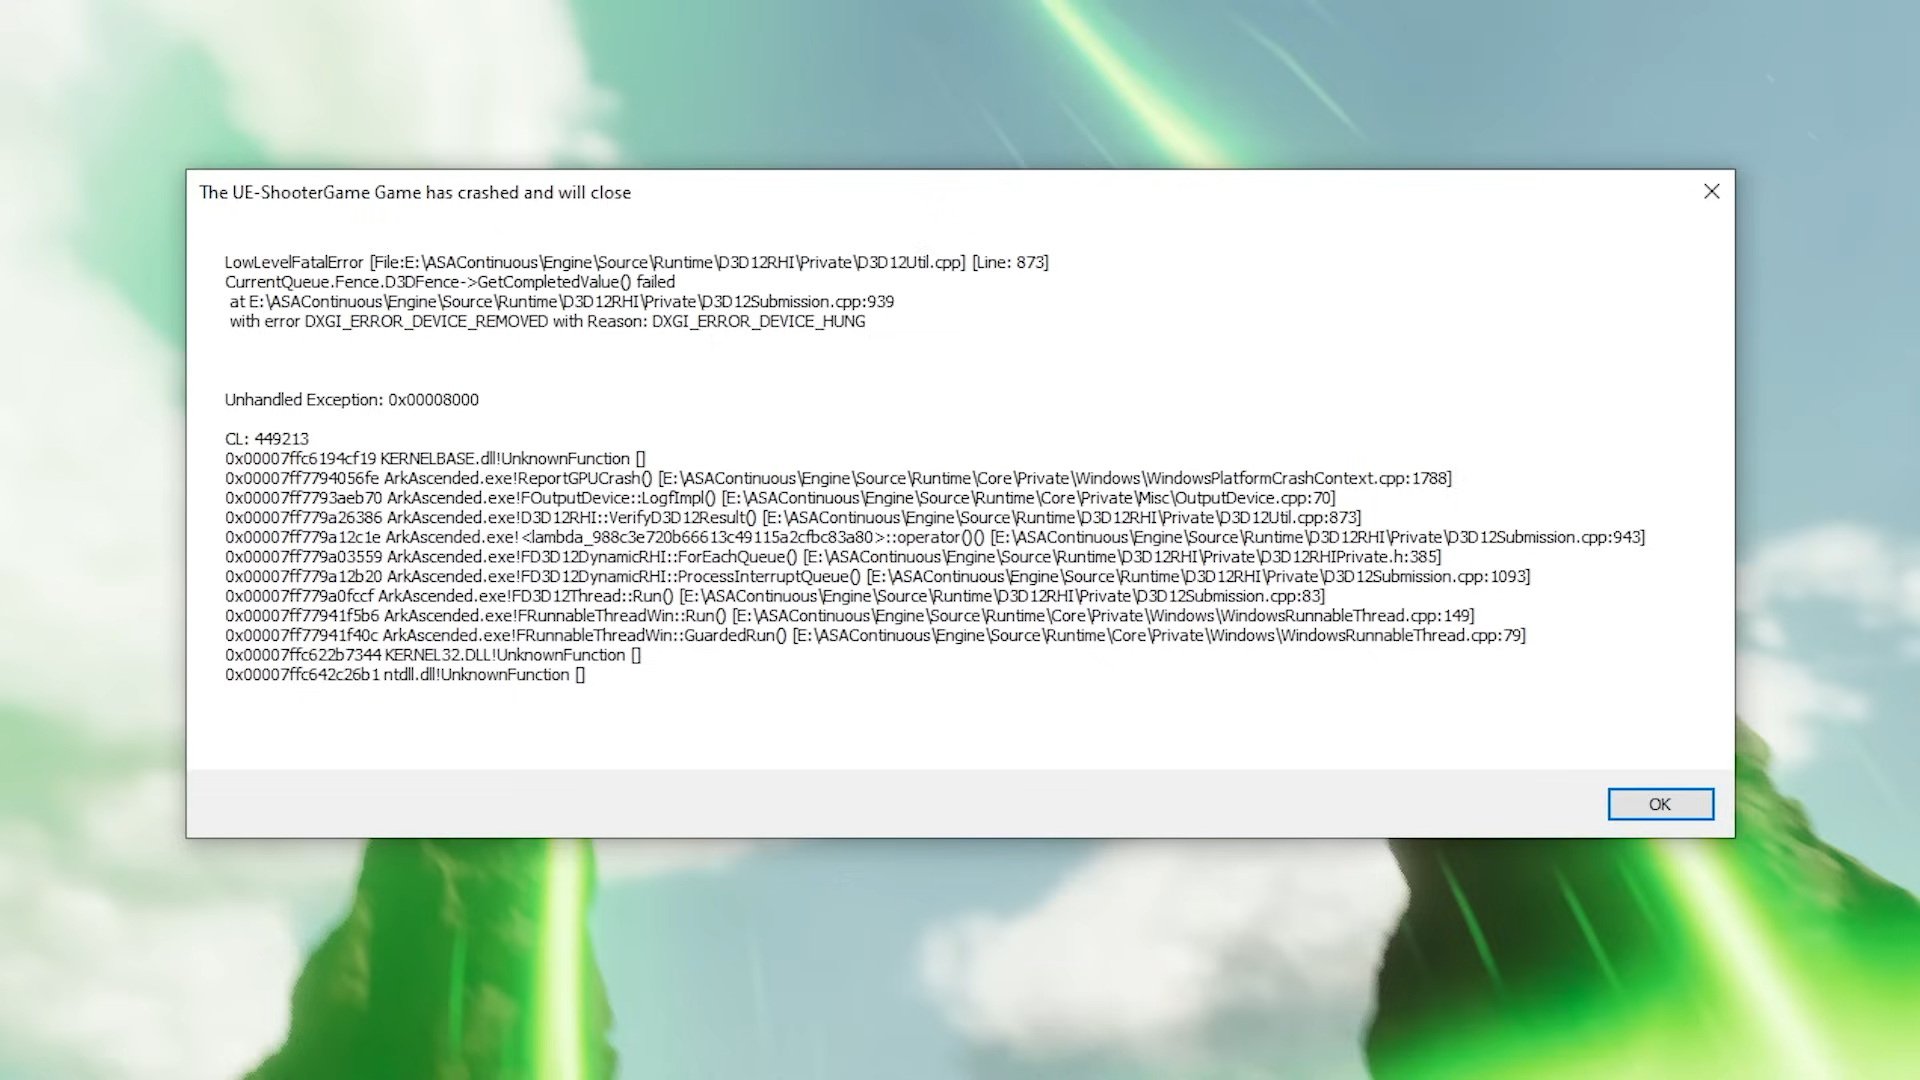 The UE-ShooterGame Game has crashed and will close
LowLevelFatalError [File:E:\ASAContinuous\Engine\Source\Runtime\D3D12RHI\Private\D3D12Util.cpp] [Line: 873]
CurrentQueue.Fence.D3DFence->GetCompletedValue() failed
at E:\ASAContinuous\Engine\Source\Runtime\D3D12RHI\Private\D3D12Submission.cpp:939
with error DXGI_ERROR_DEVICE_REMOVED with Reason: DXGI_ERROR_DEVICE_HUNG
Unhandled Exception: 0x00008000
CL: 449213
0x00007ffc6194cf19 KERNELBASE.dll!UnknownFunction []
0x00007ff7794056fe ArkAscended.exe!ReportGPUCrash() [E:\ASAContinuous\Engine\Source\Runtime\Core\Private\Windows\WindowsPlatformCrashContext.cpp:1788]
0x00007ff7793aeb70 ArkAscended.exe!FOutputDevice::LogfImpl() [E:\ASAContinuous\Engine\Source\Runtime\Core\Private\Misc\OutputDevice.cpp:70]
0x00007ff779a26386 ArkAscended.exe!D3D12RHI::VerifyD3D12Result() [E:\ASAContinuous\Engine\Source\Runtime\D3D12RHI\Private\D3D12Util.cpp:873]
0x00007ff779a12c1e ArkAscended.exe!<lambda_988c3e720b66613c49115a2cfbc83a80>::operator()() [E:\ASAContinuous\Engine\Source\Runtime\D3D12RHI\Private\D3D12Submission.cpp:943]
0x00007ff779a03559 ArkAscended.exe!FD3D12DynamicRHI::ForEachQueue() [E:\ASAContinuous\Engine\Source\Runtime\D3D12RHI\Private\D3D12RHIPrivate.h:385]
0x00007ff779a12b20 ArkAscended.exe!FD3D12DynamicRHI::ProcessInterruptQueue() [E:\ASAContinuous\Engine\Source\Runtime\D3D12RHI\Private\D3D12Submission.cpp:1093]
0x00007ff779a0fccf ArkAscended.exe!FD3D12Thread::Run() [E:\ASAContinuous\Engine\Source\Runtime\D3D12RHI\Private\D3D12Submission.cpp:83]
0x00007ff77941f5b6 ArkAscended.exe!FRunnableThreadWin::Run() [E:\ASAContinuous\Engine\Source\Runtime\Core\Private\Windows\WindowsRunnableThread.cpp:149]
0x00007ff77941f40c ArkAscended.exe!FRunnableThreadWin::GuardedRun() [E:\ASAContinuous\Engine\Source\Runtime\Core\Private\Windows\WindowsRunnableThread.cpp:79]
0x00007ffc622b7344 KERNEL32.DLL!UnknownFunction []
0x00007ffc642c26b1 ntdll.dll!UnknownFunction []
OK